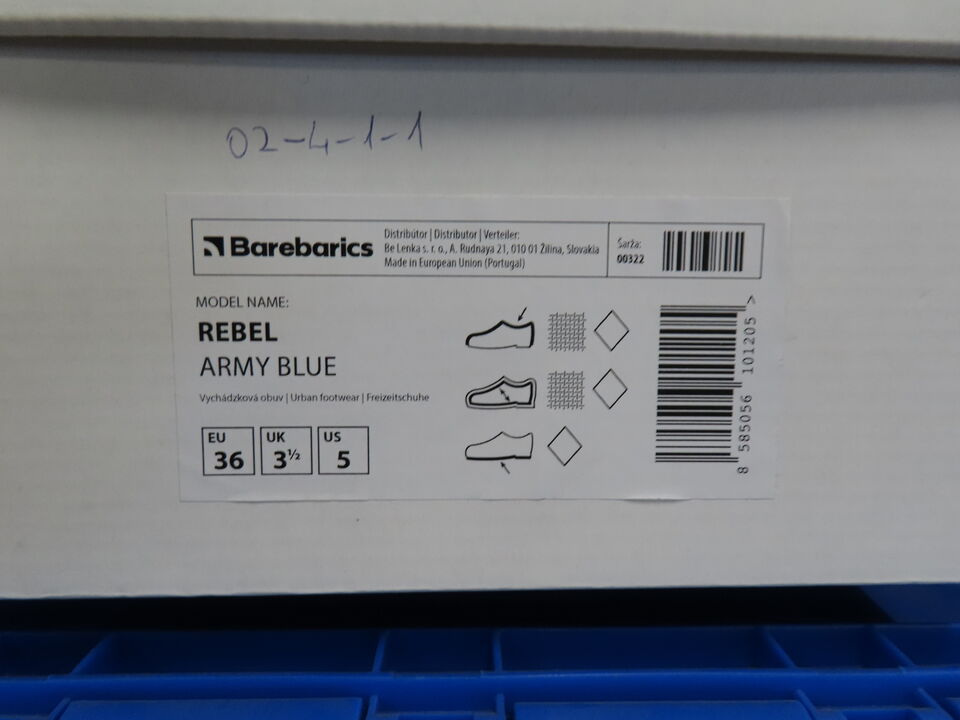 02-4-1-1
Barebarics
Distribútor | Distributor | Verteiler:
Be Lenka s. r. o., A. Rudnaya 21, 010 01 Žilina, Slovakia
Made in European Union (Portugal)
Šarža:
00322
MODEL NAME:
REBEL
ARMY BLUE
Vychádzková obuv | Urban footwear | Freizeitschuhe
EU
36
UK
3½
US
5
8 585056 101205 >